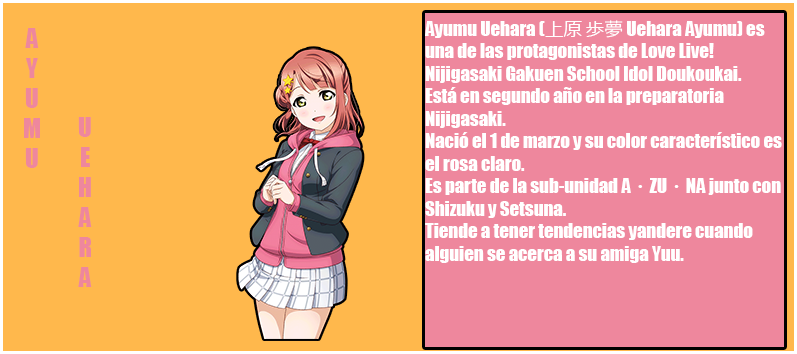 AYUMU
UEHARA
Ayumu Uehara (上原 歩夢 Uehara Ayumu) es
una de las protagonistas de Love Live!
Nijigasaki Gakuen School Idol Doukoukai.
Está en segundo año en la preparatoria
Nijigasaki.
Nació el 1 de marzo y su color característico es
el rosa claro.
Es parte de la sub-unidad A・ZU・NA junto con
Shizuku y Setsuna.
Tiende a tener tendencias yandere cuando
alguien se acerca a su amiga Yuu.